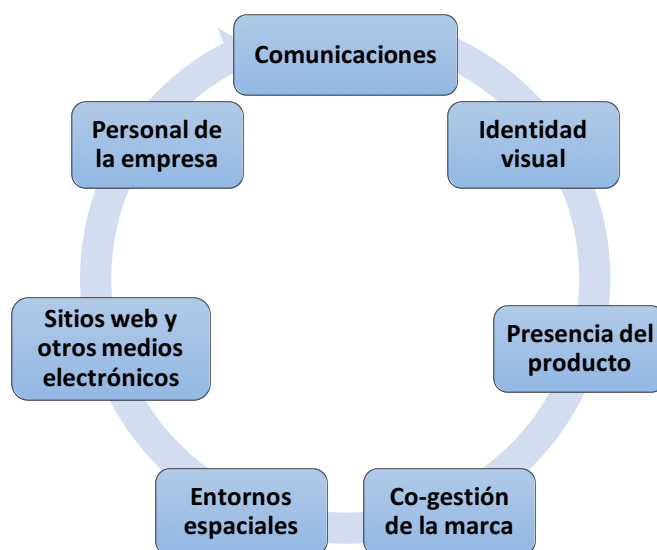 Comunicaciones
Identidad
visual
Presencia del
producto
Co-gestión
de la marca
Entornos
espaciales
Sitios web y
otros medios
electrónicos
Personal de
la empresa